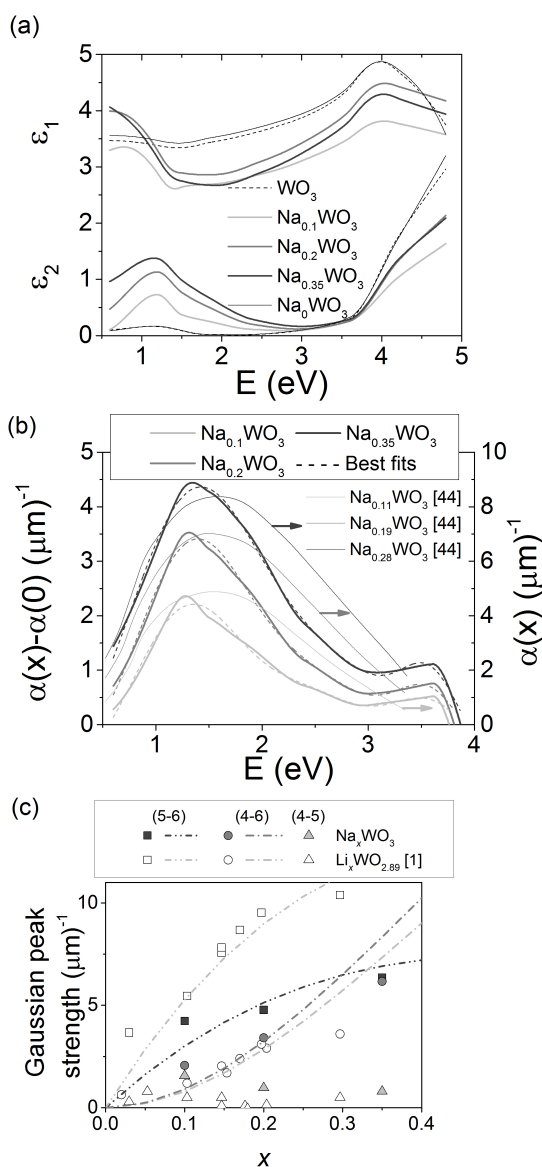 (a)
5
4
3
2
1
0
ε₁
ε₂
WO₃
Na₀.₁WO₃
Na₀.₂WO₃
Na₀.₃₅WO₃
Na₀WO₃
1 2 3 4 5
E (eV)
(b)
Na₀.₁WO₃ Na₀.₃₅WO₃
Na₀.₂WO₃ Best fits
Na₀.₁₁WO₃ [44]
Na₀.₁₉WO₃ [44]
Na₀.₂₈WO₃ [44]
5
4
3
2
1
0
α(x)-α(0) (μm)⁻¹
10
8
6
4
2
0
α(x) (μm)⁻¹
1 2 3 4
E (eV)
(c)
(5-6) (4-6) (4-5)
NaₓWO₃
LiₓWO₂.₈₉ [1]
10
5
0
Gaussian peak
strength (μm)⁻¹
0.0 0.1 0.2 0.3 0.4
x